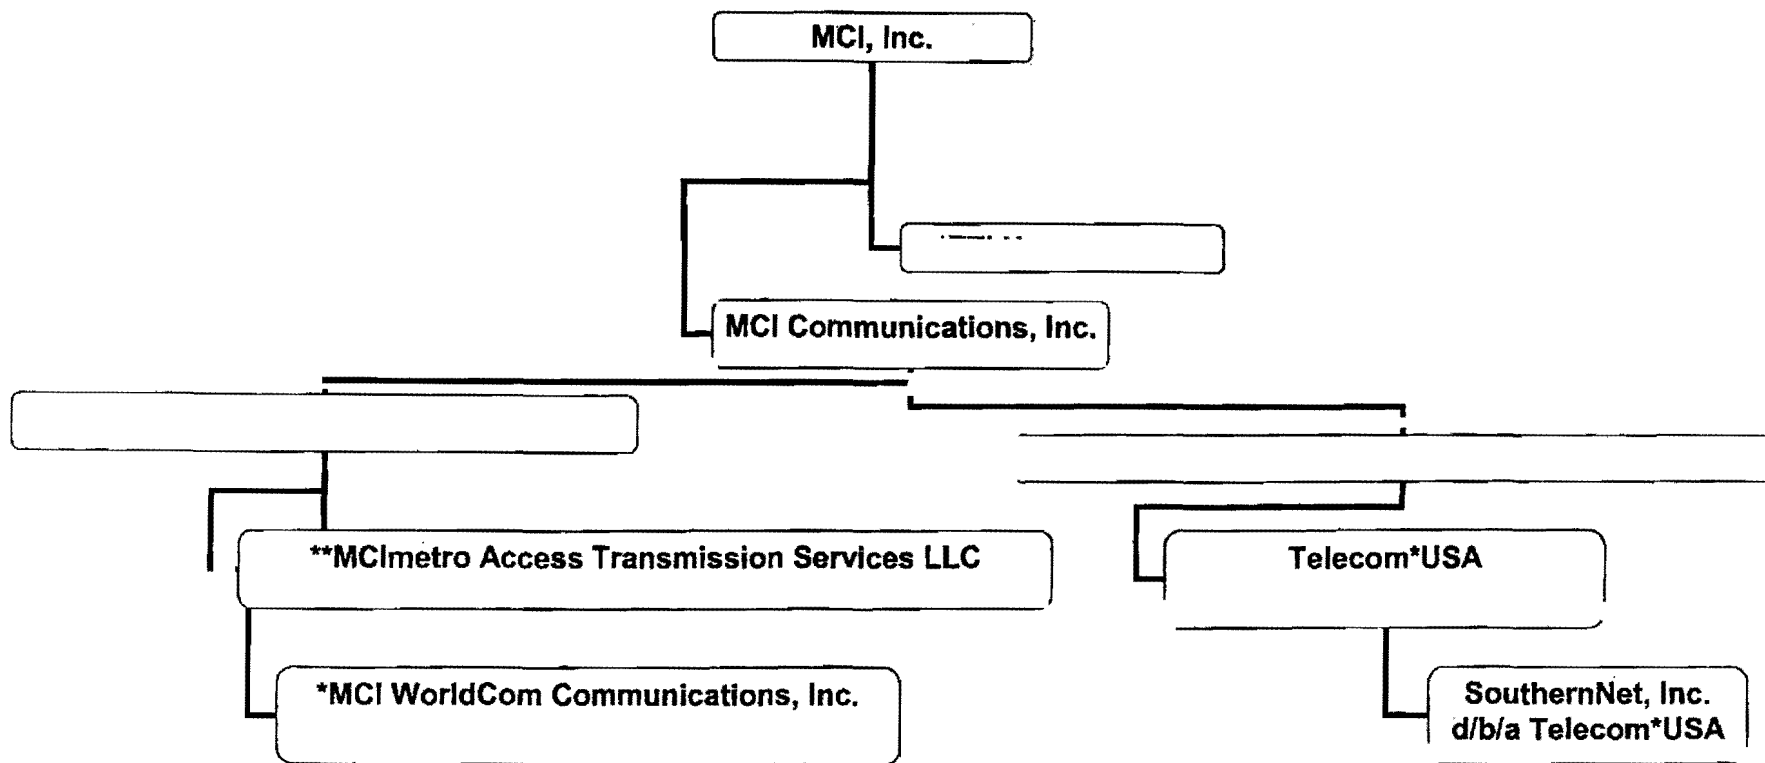 MCI, Inc.
MCI Communications, Inc.
**MCImetro Access Transmission Services LLC
Telecom*USA
*MCI WorldCom Communications, Inc.
SouthernNet, Inc.
d/b/a Telecom*USA